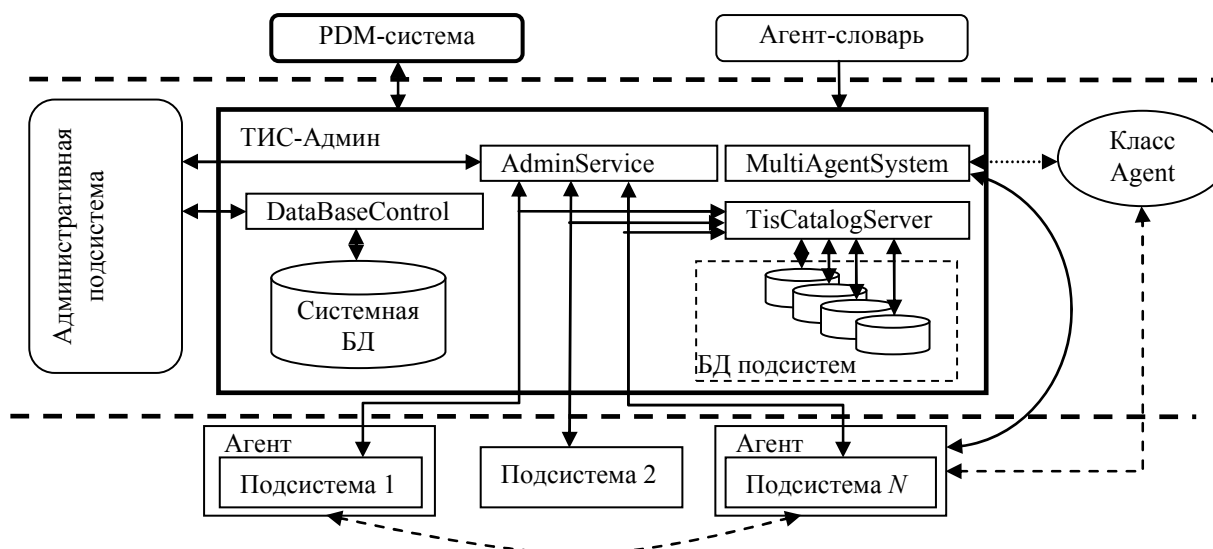 PDM-система
Агент-словарь
Административная
подсистема
ТИС-Админ
AdminService
MultiAgentSystem
Класс
Agent
DataBaseControl
TisCatalogServer
Системная
БД
БД подсистем
Агент
Подсистема 1
Подсистема 2
Агент
Подсистема N